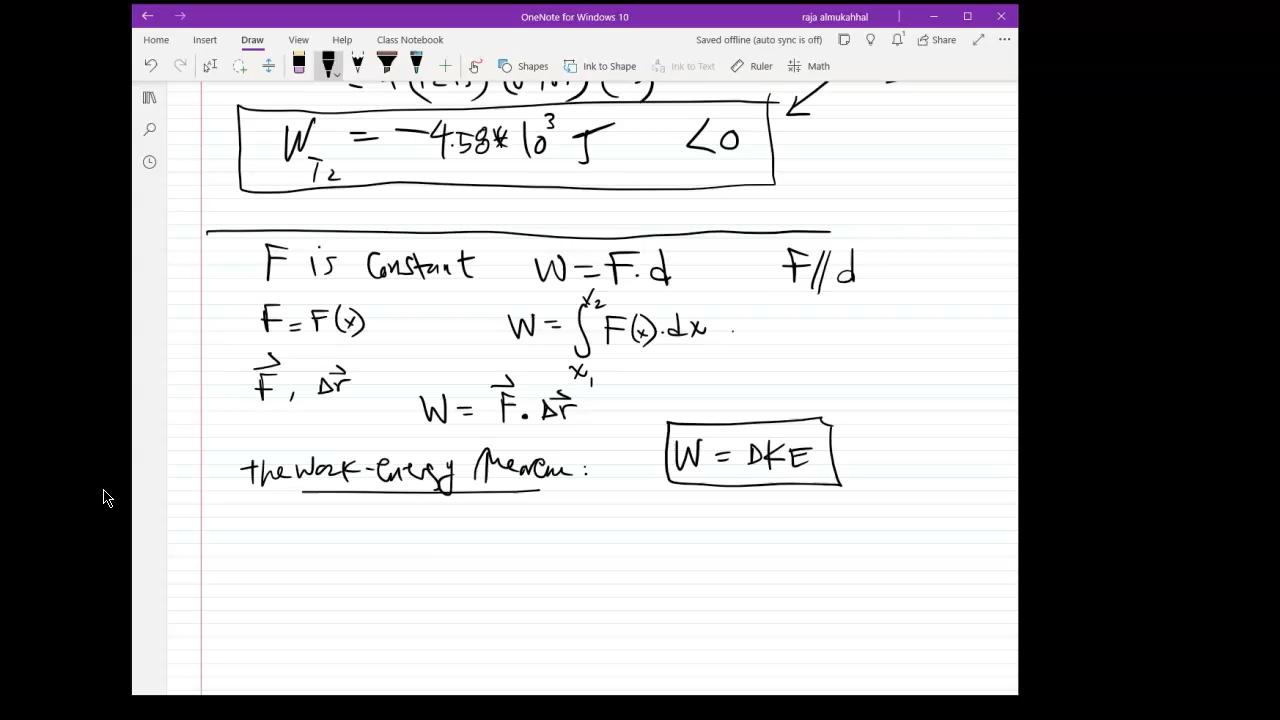 OneNote for Windows 10
raja almukahhal
Home Insert Draw View Help Class Notebook
Saved offline (auto sync is off)
Share
Shapes Ink to Shape Ink to Text Ruler Math
W_T2 = -4.58*10^3 J <0
F is Constant W = F.d F//d
F = F(x) W = ∫_{x1}^{x2} F(x).dx
F⃗, Δr⃗
W = F⃗ . Δr⃗
the Work-energy theorem:
W = ΔKE